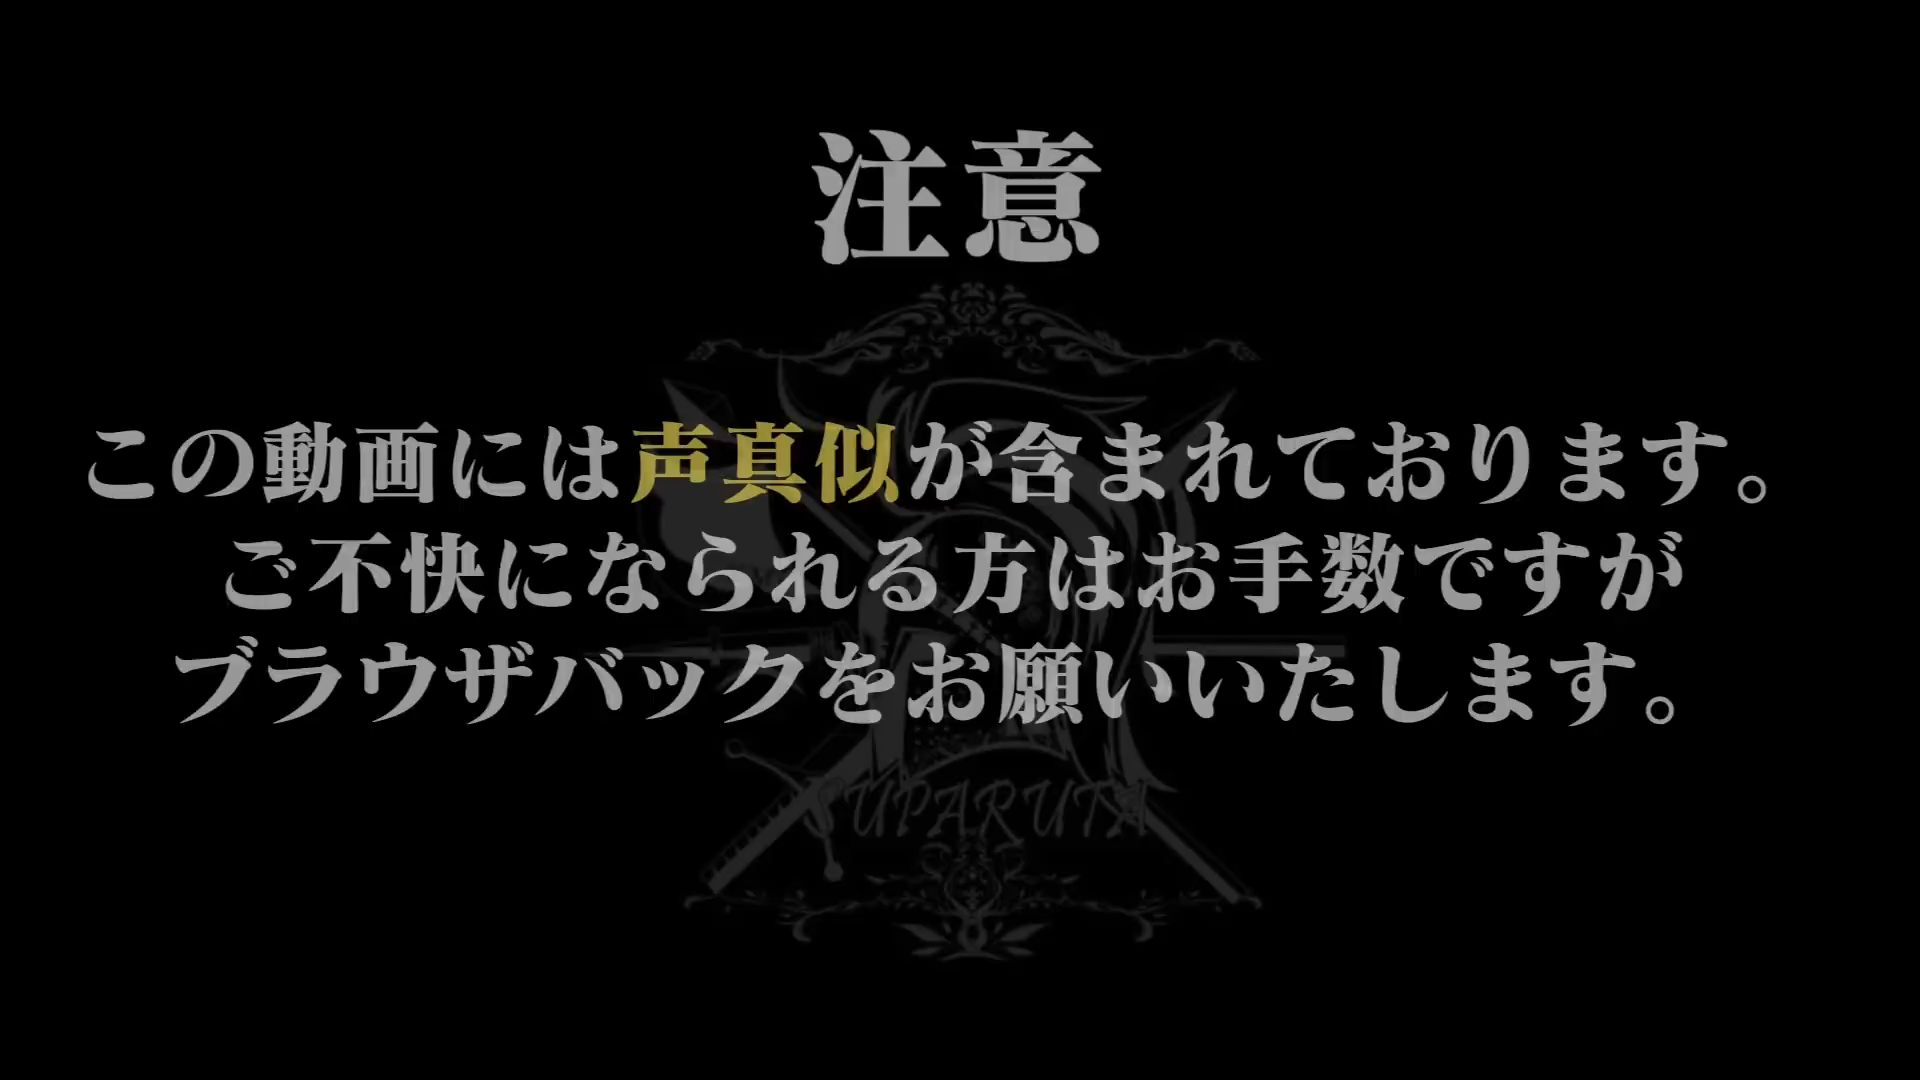 注意
この動画には声真似が含まれております。
ご不快になられる方はお手数ですが
ブラウザバックをお願いいたします。
SUPARUTA